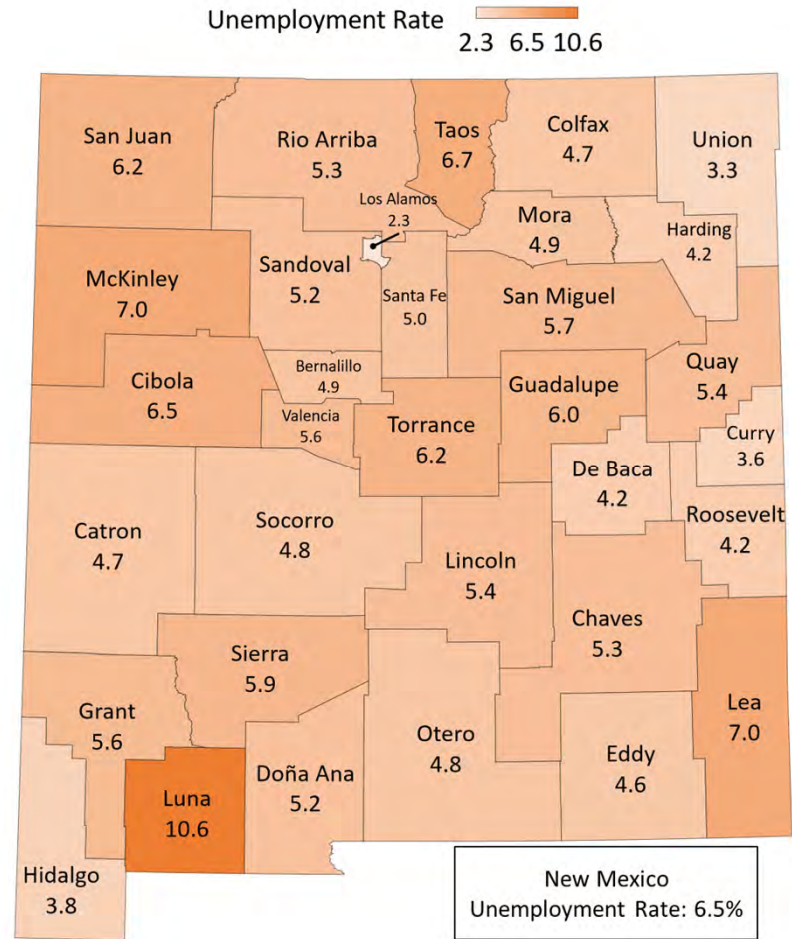 Unemployment Rate
2.3 6.5 10.6
San Juan
6.2
Rio Arriba
5.3
Taos
6.7
Colfax
4.7
Union
3.3
Los Alamos
2.3
Mora
4.9
Harding
4.2
McKinley
7.0
Sandoval
5.2
Santa Fe
5.0
San Miguel
5.7
Cibola
6.5
Bernalillo
4.9
Valencia
5.6
Torrance
6.2
Guadalupe
6.0
Quay
5.4
Curry
3.6
De Baca
4.2
Roosevelt
4.2
Catron
4.7
Socorro
4.8
Lincoln
5.4
Chaves
5.3
Sierra
5.9
Grant
5.6
Luna
10.6
Doña Ana
5.2
Otero
4.8
Eddy
4.6
Lea
7.0
Hidalgo
3.8
New Mexico
Unemployment Rate: 6.5%